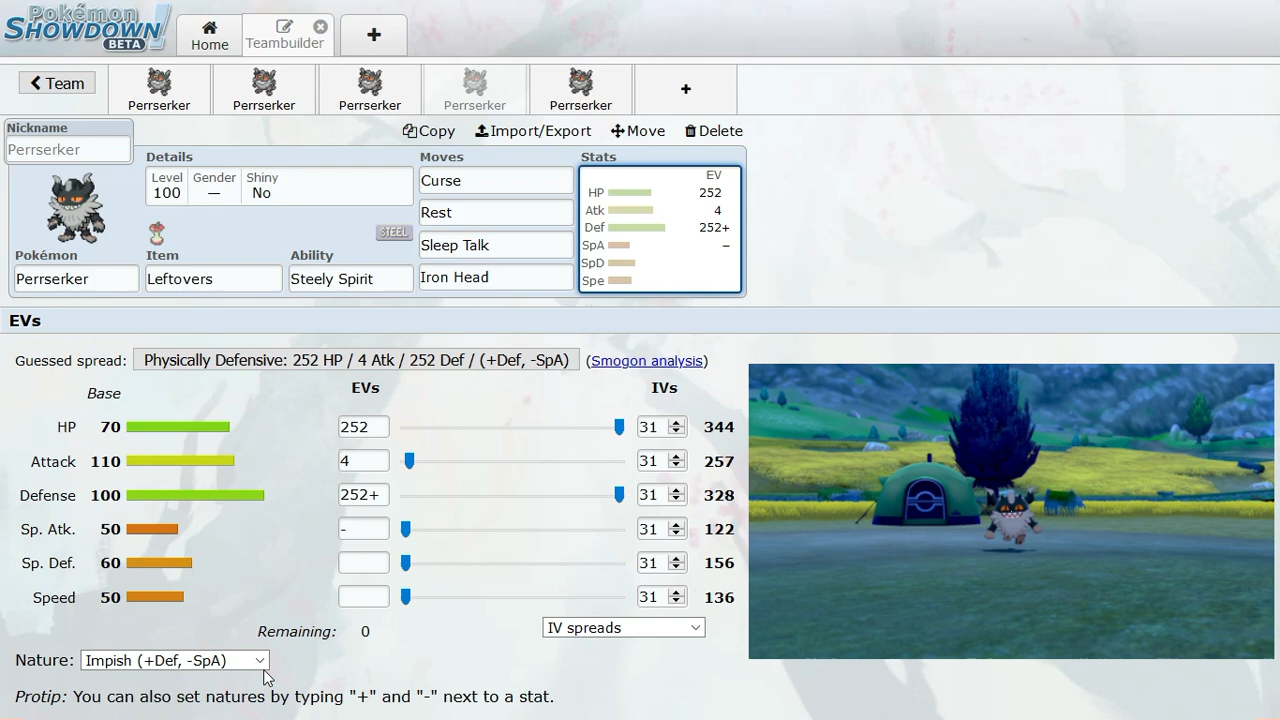 Pokémon
SHOWDOWN!
BETA
Home
Teambuilder
Team
Perrserker
Perrserker
Perrserker
Perrserker
Perrserker
Copy
Import/Export
Move
Delete
Nickname
Perrserker
Details
Level
100
Gender
—
Shiny
No
STEEL
Pokémon
Perrserker
Item
Leftovers
Ability
Steely Spirit
Moves
Curse
Rest
Sleep Talk
Iron Head
Stats
EV
HP 252
Atk 4
Def 252+
SpA –
SpD
Spe
EVs
Guessed spread: Physically Defensive: 252 HP / 4 Atk / 252 Def / (+Def, -SpA) (Smogon analysis)
Base EVs IVs
HP 70 252 31 344
Attack 110 4 31 257
Defense 100 252+ 31 328
Sp. Atk. 50 - 31 122
Sp. Def. 60 31 156
Speed 50 31 136
Remaining: 0
IV spreads
Nature: Impish (+Def, -SpA)
Protip: You can also set natures by typing "+" and "-" next to a stat.